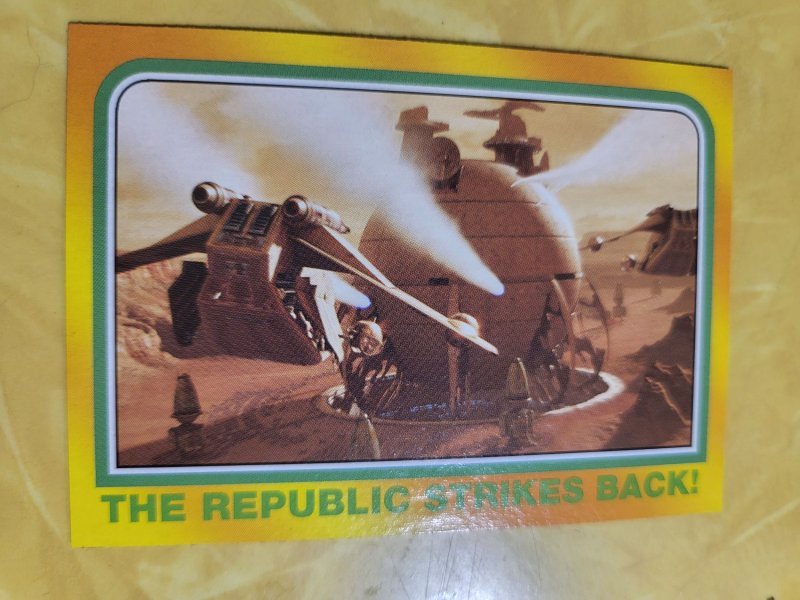 THE REPUBLIC STRIKES BACK!